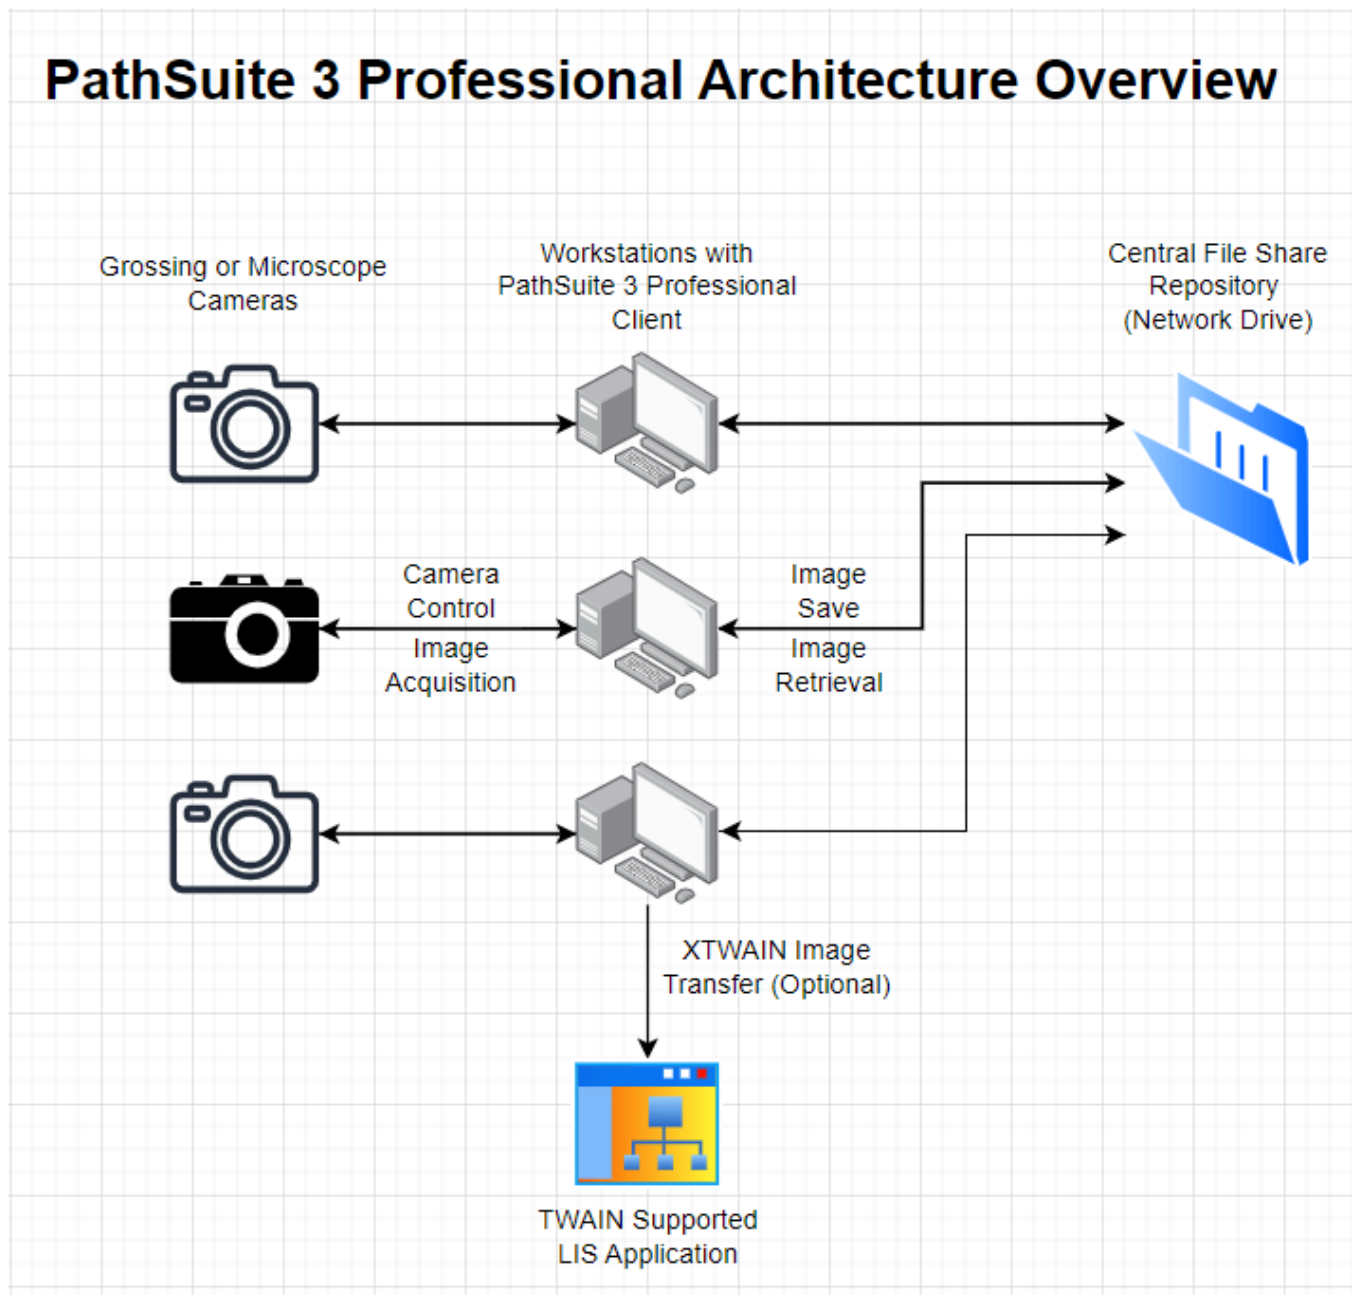 PathSuite 3 Professional Architecture Overview
Grossing or Microscope
Cameras
Workstations with
PathSuite 3 Professional
Client
Central File Share
Repository
(Network Drive)
Camera
Control
Image
Acquisition
Image
Save
Image
Retrieval
XTWAIN Image
Transfer (Optional)
TWAIN Supported
LIS Application